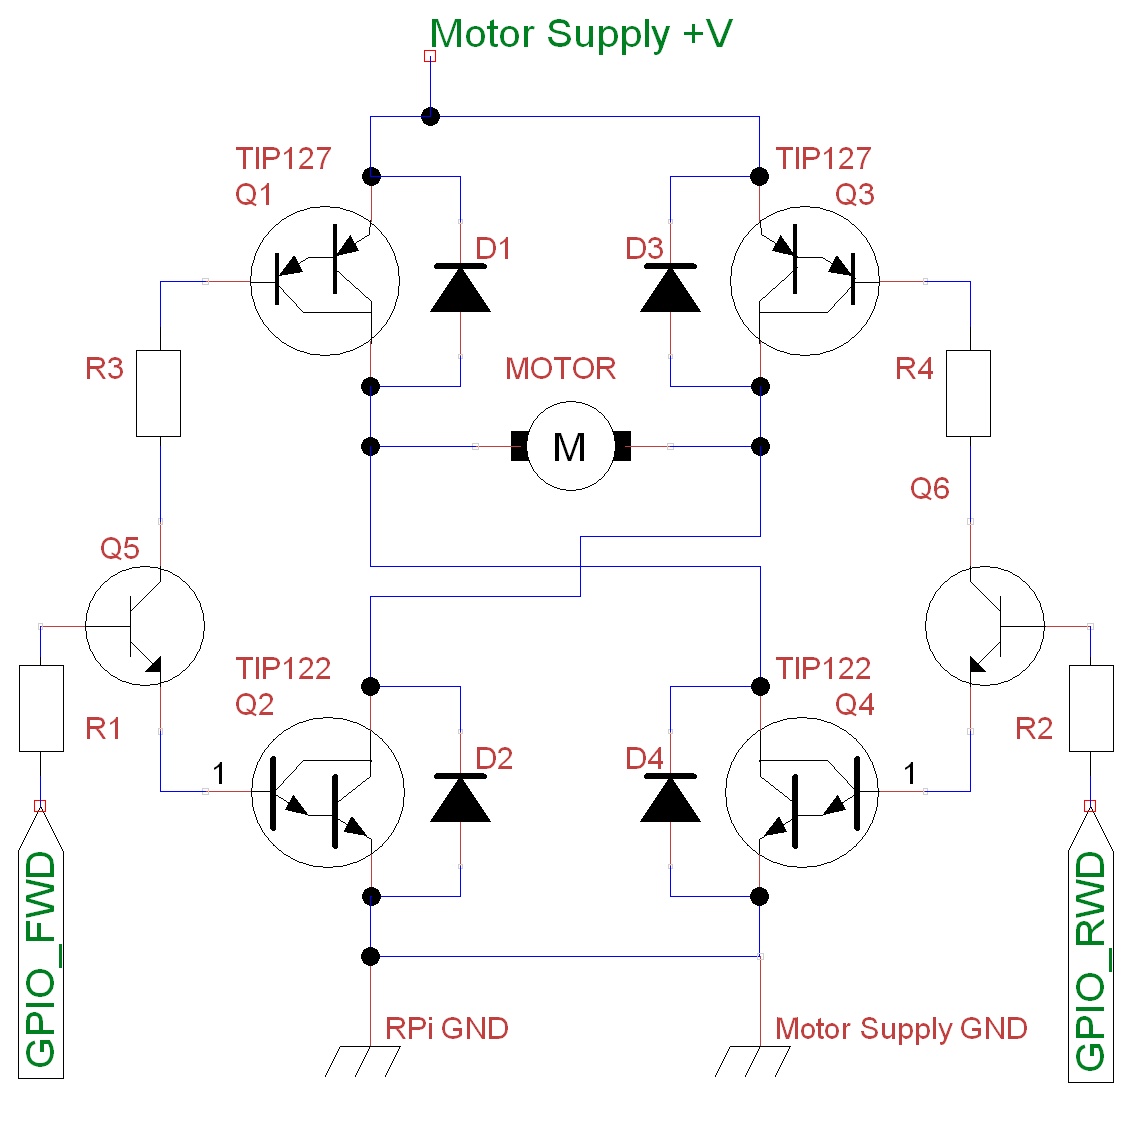 Motor Supply +V
TIP127
Q1
TIP127
Q3
D1
D3
R3
MOTOR
R4
M
Q6
Q5
TIP122
Q2
TIP122
Q4
R1
1
D2
D4
1
R2
GPIO_FWD
GPIO_RWD
RPi GND
Motor Supply GND